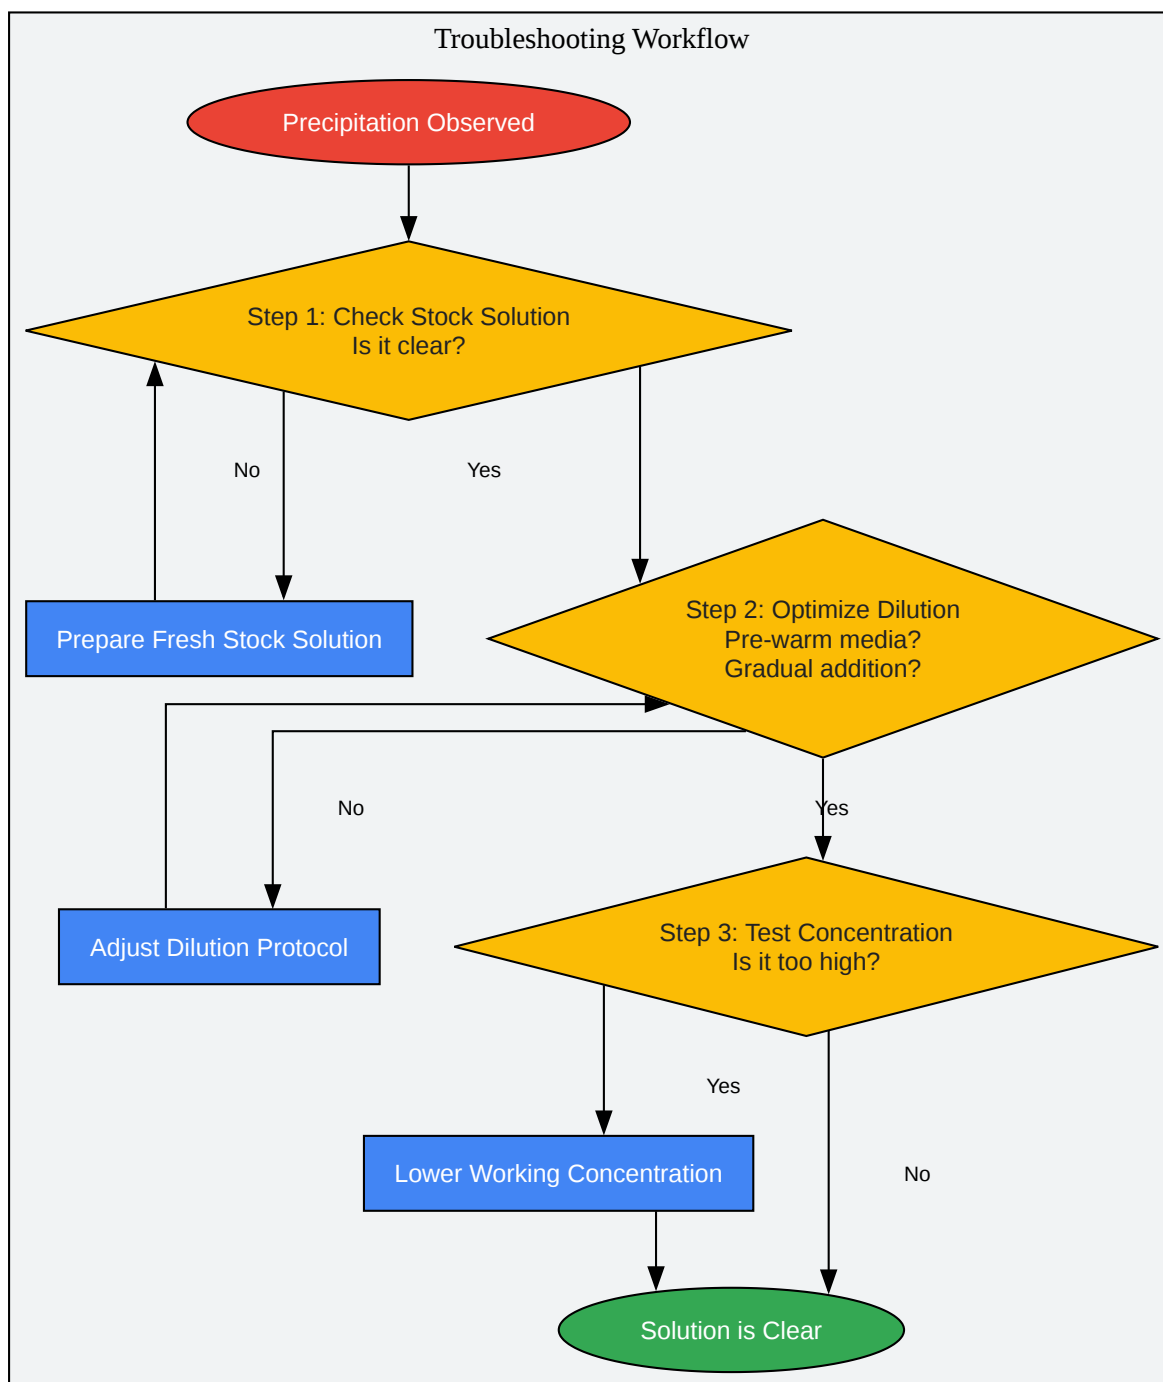 Troubleshooting Workflow
Precipitation Observed
Step 1: Check Stock Solution
Is it clear?
No
Yes
Prepare Fresh Stock Solution
Step 2: Optimize Dilution
Pre-warm media?
Gradual addition?
No
Yes
Adjust Dilution Protocol
Step 3: Test Concentration
Is it too high?
Yes
Lower Working Concentration
No
Solution is Clear